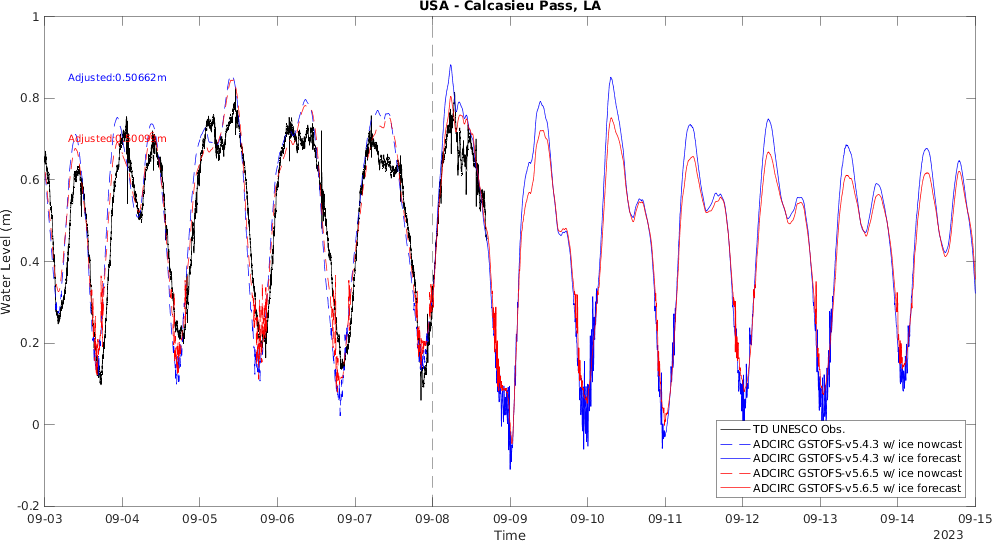 USA - Calcasieu Pass, LA
1
0.8
0.6
0.4
0.2
0
-0.2
Water Level (m)
Adjusted:0.50662m
TD UNESCO Obs.
ADCIRC GSTOFS-v5.4.3 w/ ice nowcast
ADCIRC GSTOFS-v5.4.3 w/ ice forecast
ADCIRC GSTOFS-v5.6.5 w/ ice nowcast
ADCIRC GSTOFS-v5.6.5 w/ ice forecast
09-03 09-04 09-05 09-06 09-07 09-08 09-09 09-10 09-11 09-12 09-13 09-14 09-15
Time
2023